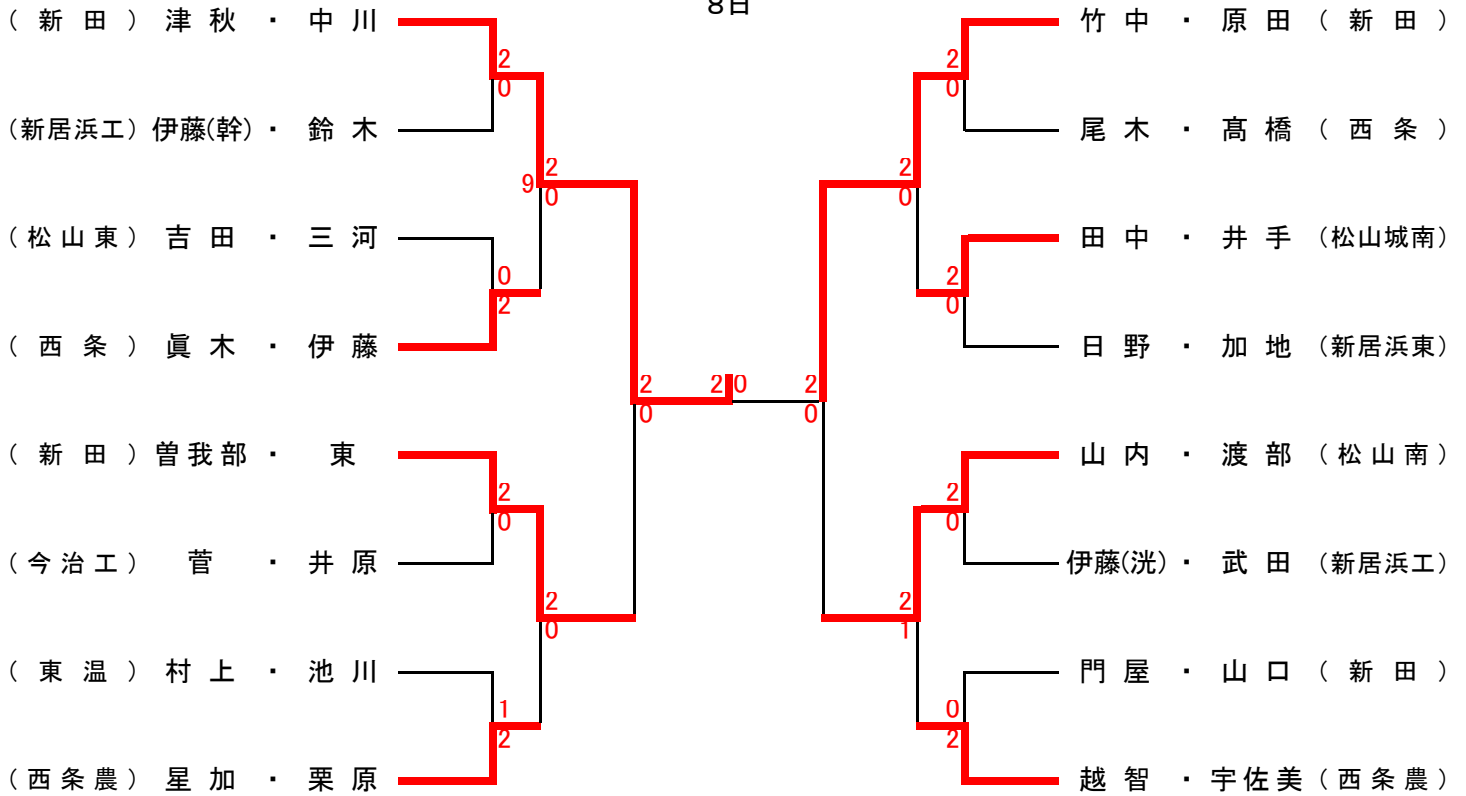 8日
(新田) 津秋・中川
竹中・原田 (新田)
2 2
0 0
(新居浜工) 伊藤(幹)・鈴木
尾木・髙橋 (西条)
2 2
9 0 0
(松山東) 吉田・三河
田中・井手 (松山城南)
0 2
2 0
(西条) 眞木・伊藤
日野・加地 (新居浜東)
2 2 0 2
0 0
(新田) 曽我部・東
山内・渡部 (松山南)
2 2
0 0
(今治工) 菅・井原
伊藤(洸)・武田 (新居浜工)
2 2
0 1
(東温) 村上・池川
門屋・山口 (新田)
1 0
2 2
(西条農) 星加・栗原
越智・宇佐美 (西条農)